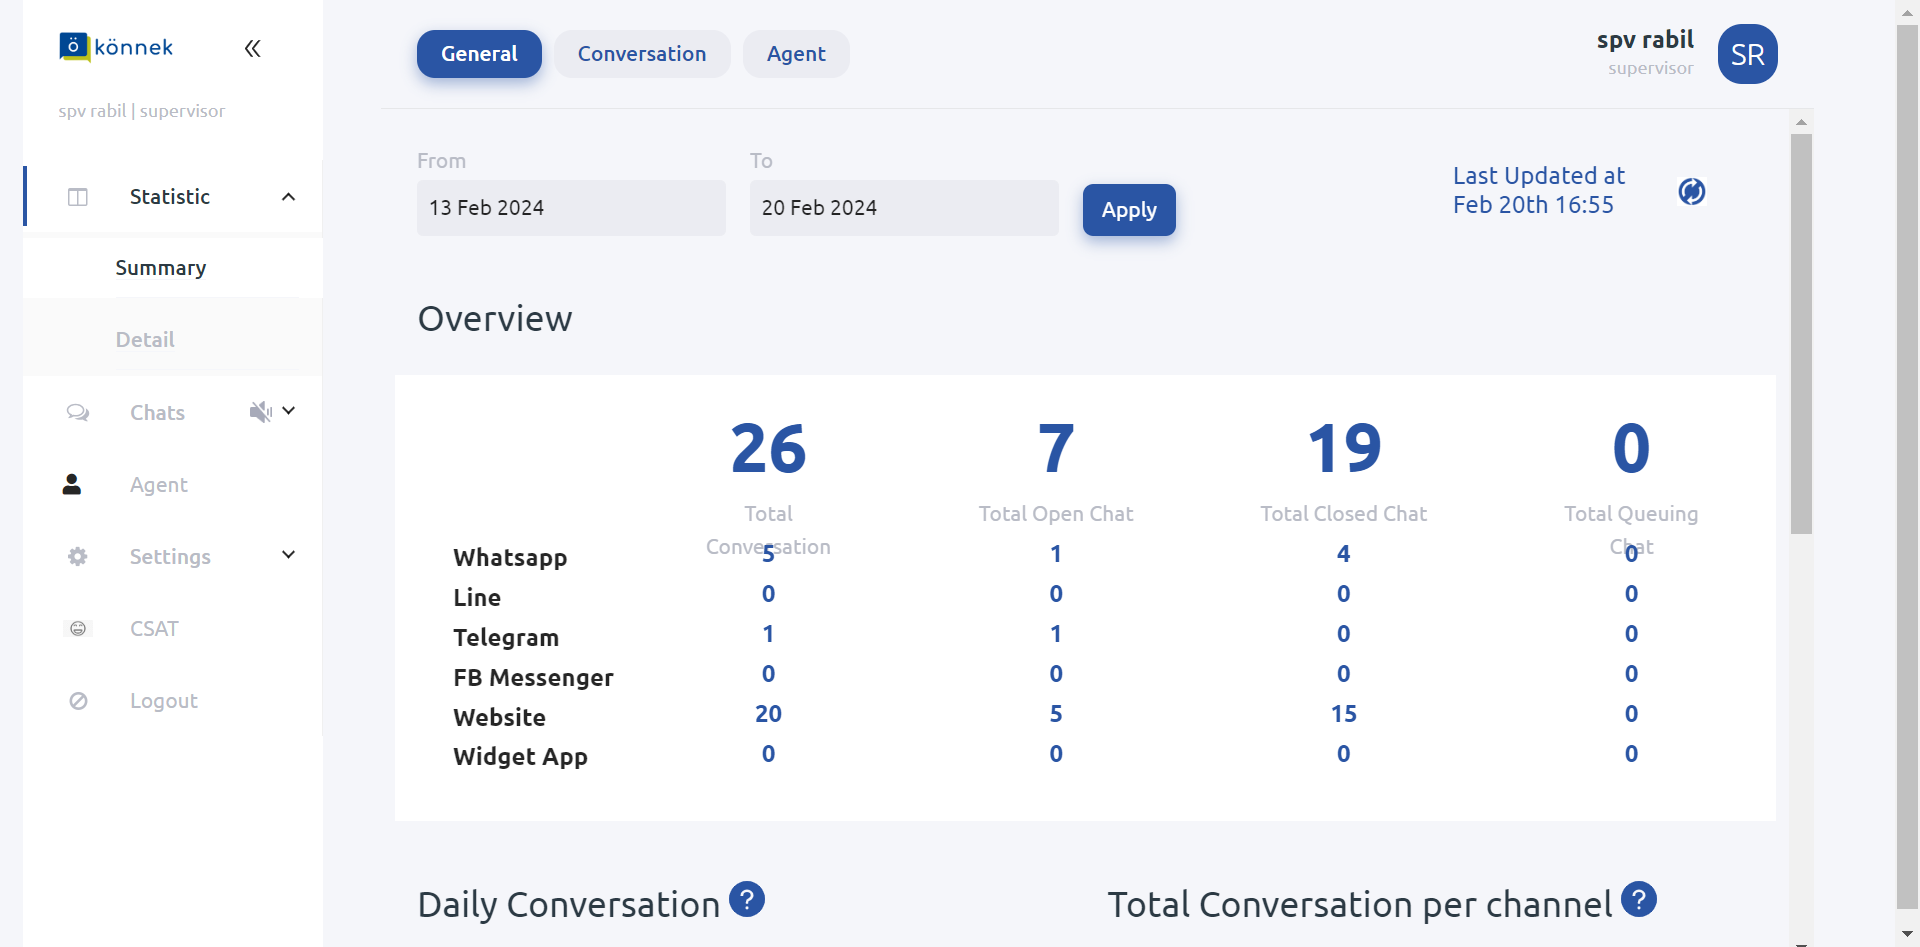 könnek
spv rabil | supervisor
Statistic
Summary
Detail
Chats
Agent
Settings
CSAT
Logout
General
Conversation
Agent
spv rabil
supervisor
SR
From
To
13 Feb 2024
20 Feb 2024
Apply
Last Updated at
Feb 20th 16:55
Overview
26
7
19
0
Total
Conversation
Total Open Chat
Total Closed Chat
Total Queuing
Chat
Whatsapp 5 1 4 0
Line 0 0 0 0
Telegram 1 1 0 0
FB Messenger 0 0 0 0
Website 20 5 15 0
Widget App 0 0 0 0
Daily Conversation ?
Total Conversation per channel ?